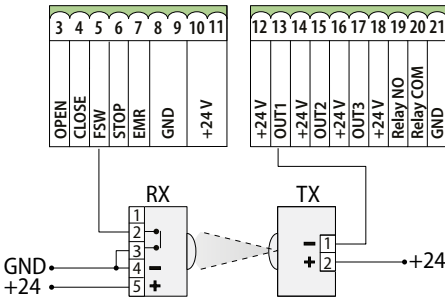 3 4 5 6 7 8 9 10 11
OPEN CLOSE FSW STOP EMR GND +24 V
12 13 14 15 16 17 18 19 20 21
+24 V OUT1 +24 V OUT2 +24 V OUT3 +24 V Relay NO Relay COM GND
RX
1
2
3
4 –
5 +
GND
+24
TX
– 1
+ 2
+24